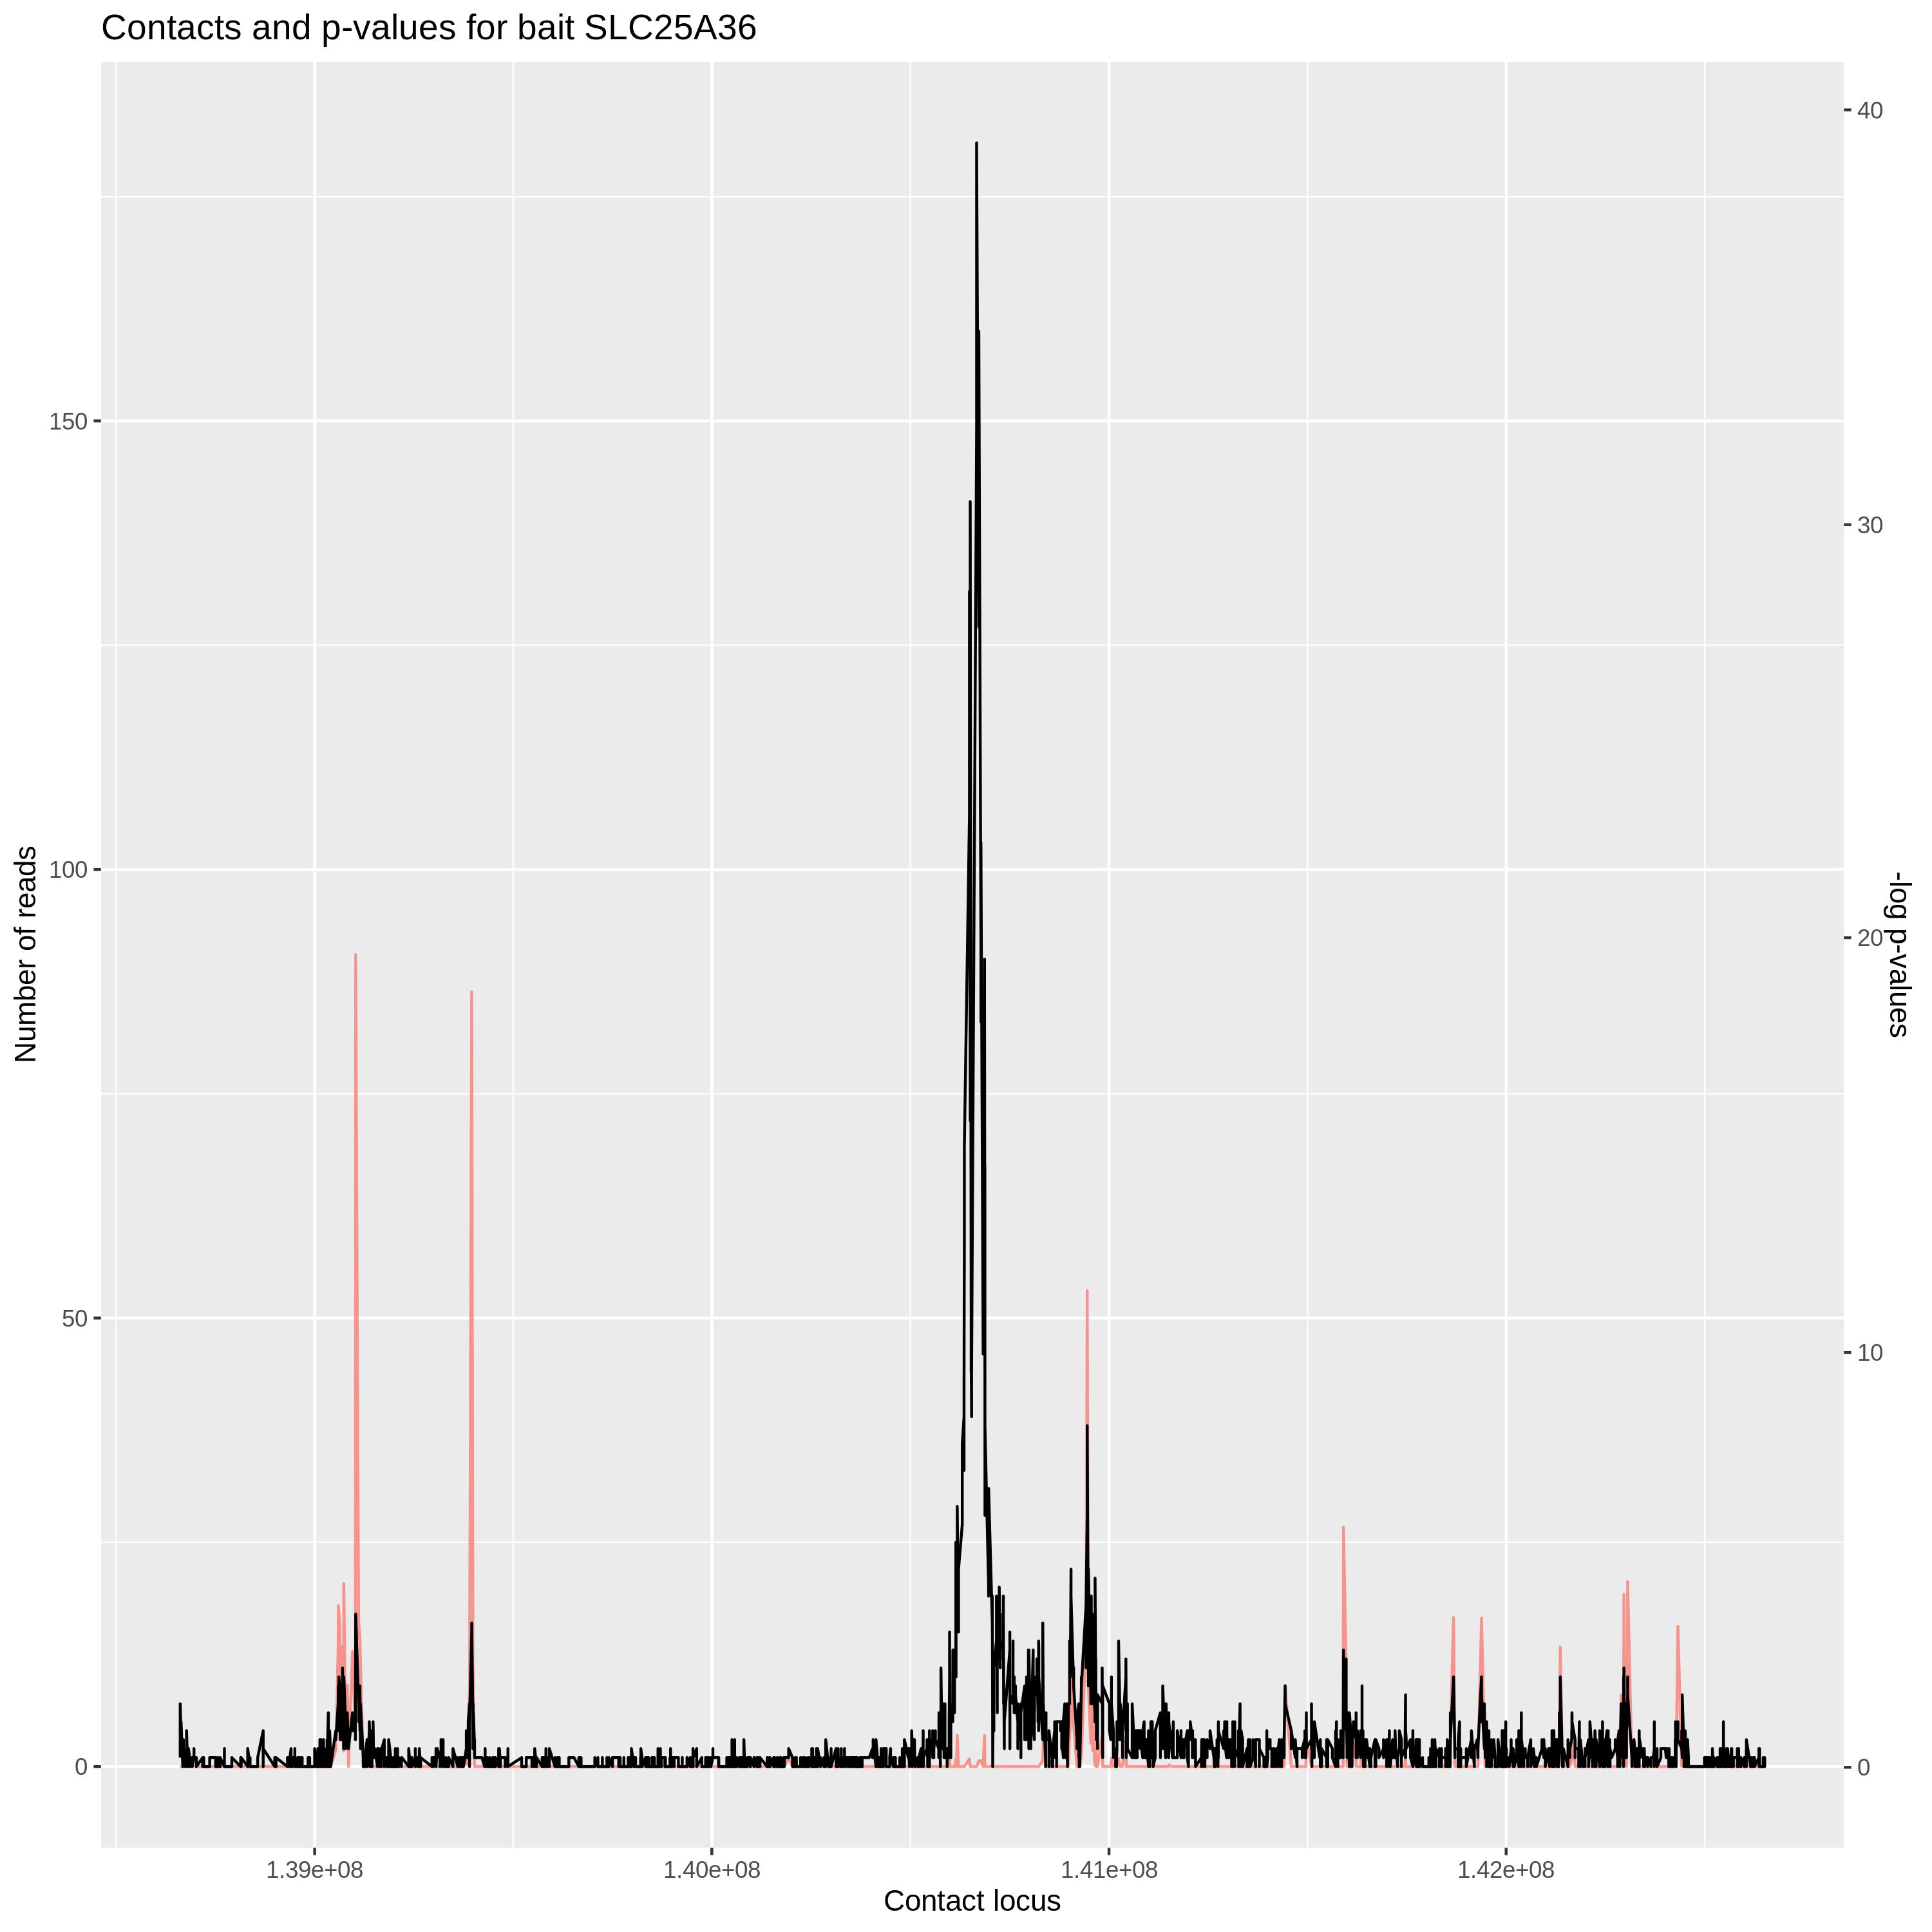 Contacts and p-values for bait SLC25A36
40
150
30
100
20
50
10
0
0
Number of reads
-log p-values
1.39e+08 1.40e+08 1.41e+08 1.42e+08
Contact locus